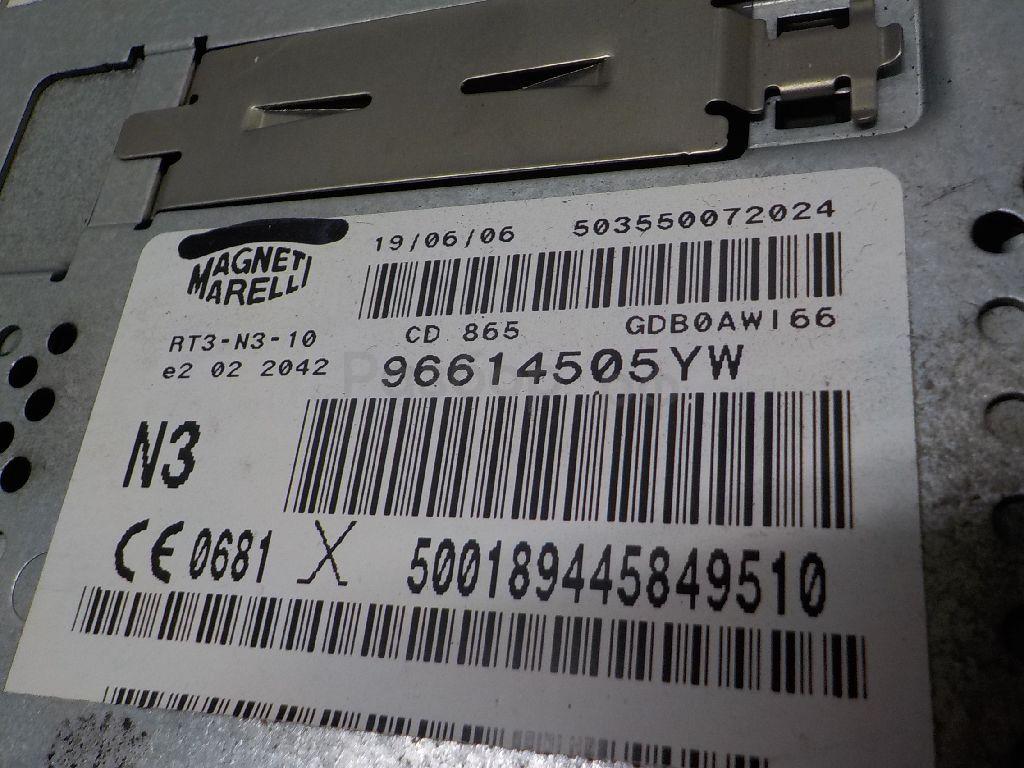 MAGNETI
MARELLI
19/06/06 503550072024
RT3-N3-10 CD 865 GDB0AWI66
e2 02 2042 96614505YW
N3
CE 0681 500189445849510